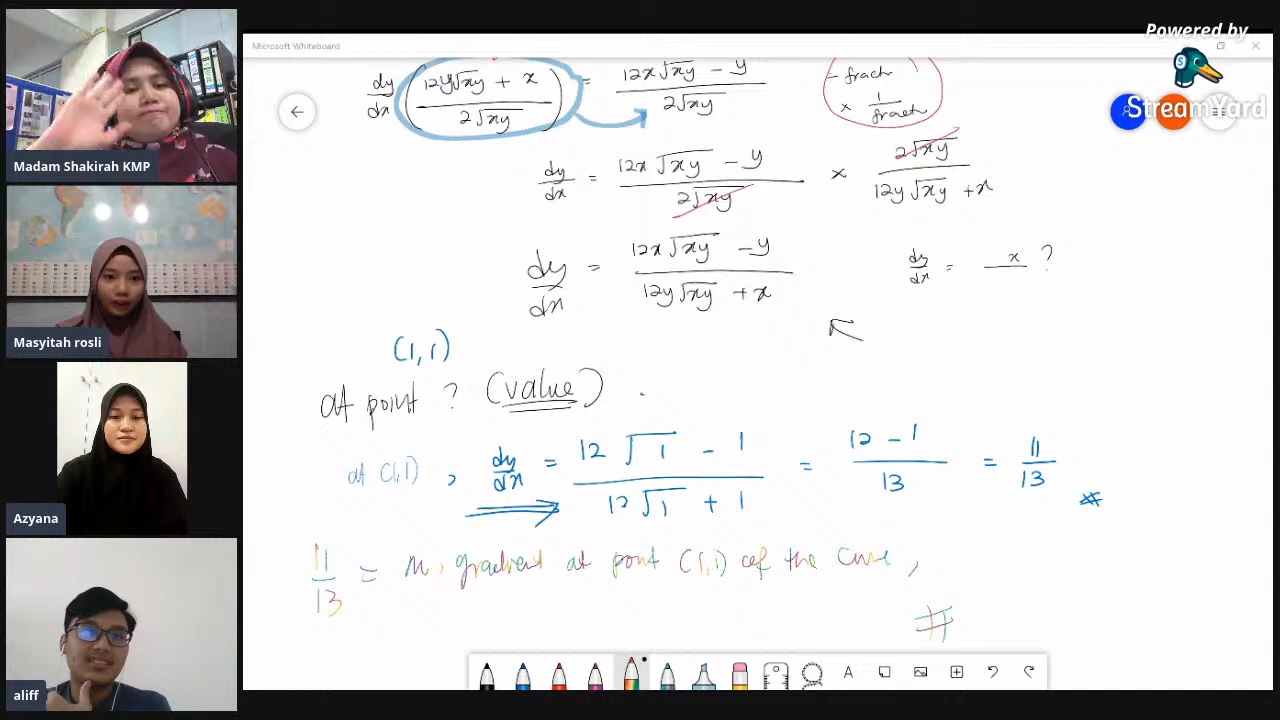 Powered by
StreamYard
Microsoft Whiteboard
dy/dx ( (12y√xy + x) / (2√xy) ) = (12x√xy - y) / (2√xy)
- fractn
× 1/fractn
dy/dx = (12x √xy - y) / (2√xy) × (2√xy) / (12y √xy + x)
dy/dx = (12x √xy - y) / (12y √xy + x)
dy/dx = x ?
(1,1)
at point ? (value)
at (1,1) , dy/dx = (12 √1 - 1) / (12 √1 + 1) = (12 - 1) / 13 = 11/13
11/13 = m, gradient at point (1,1) of the curve,
#
A
Madam Shakirah KMP
Masyitah rosli
Azyana
aliff